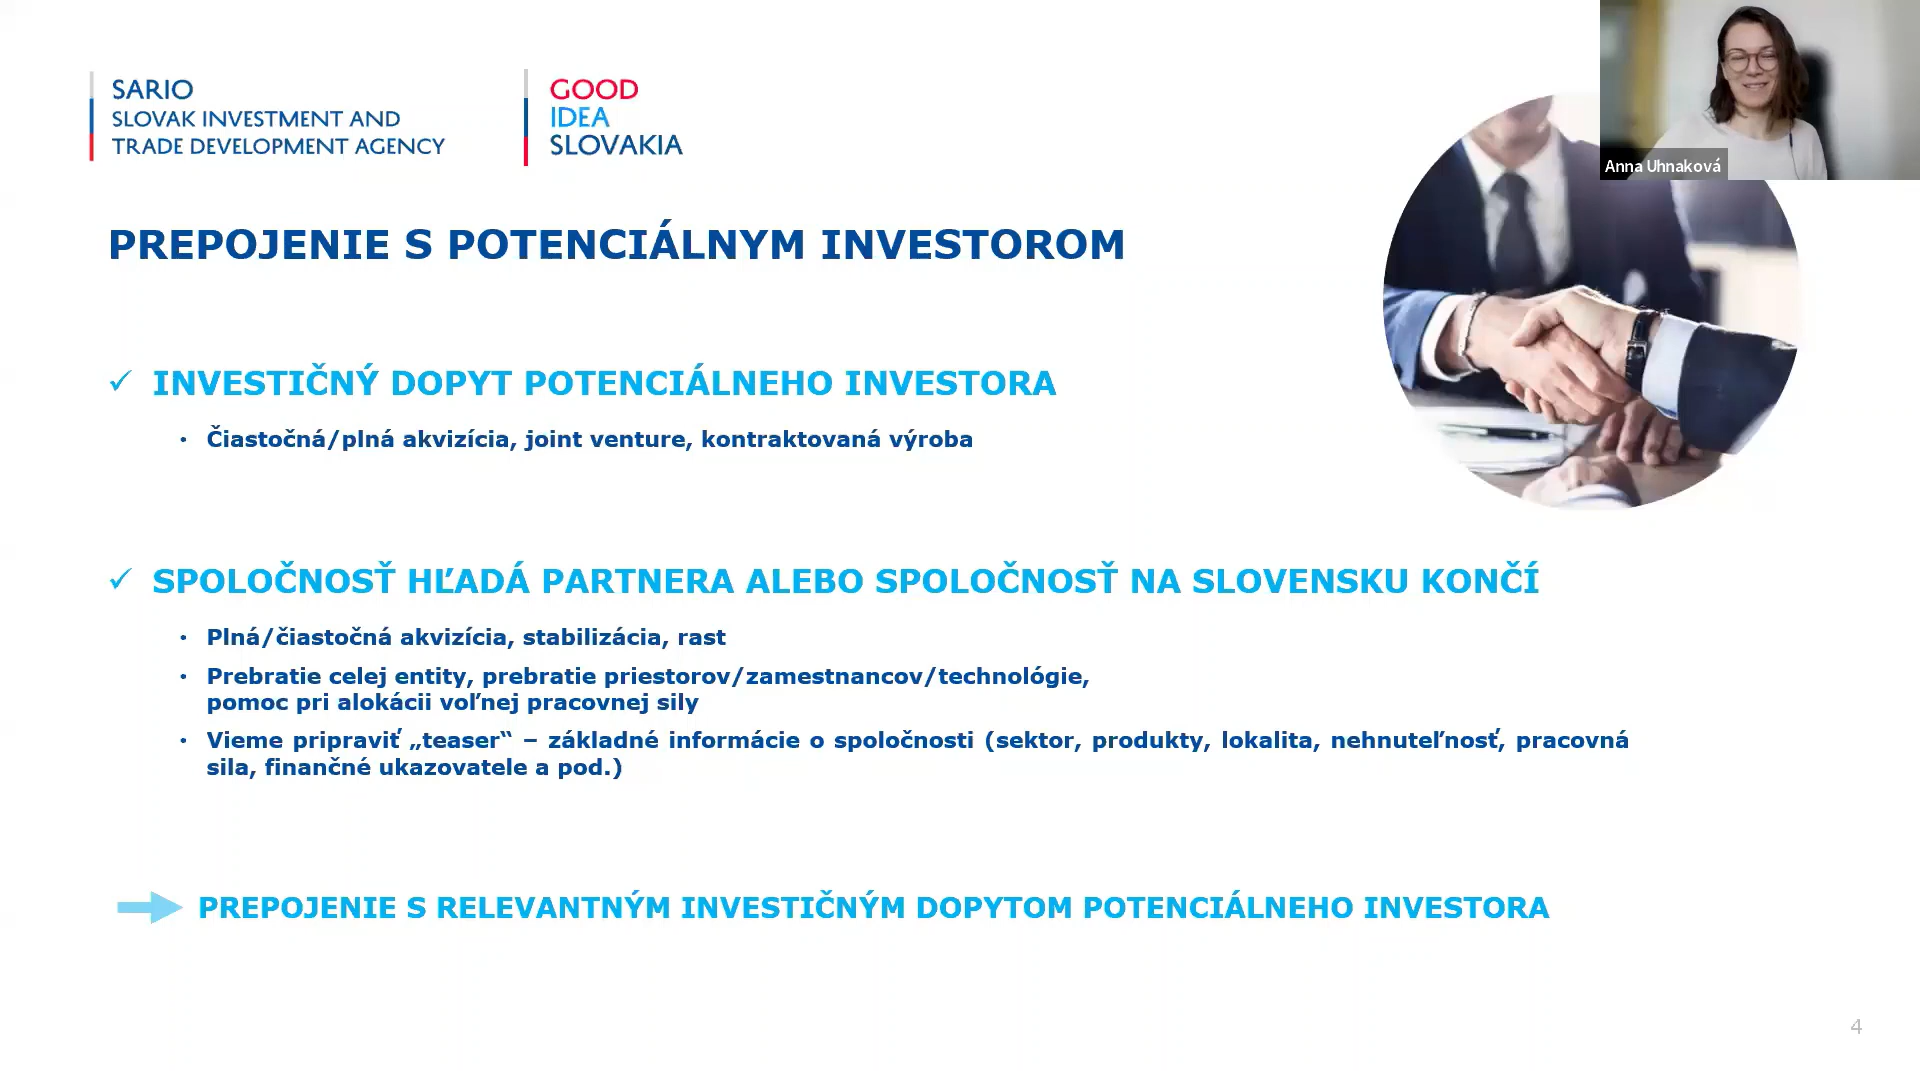 SARIO
SLOVAK INVESTMENT AND
TRADE DEVELOPMENT AGENCY
GOOD
IDEA
SLOVAKIA
Anna Uhnaková
PREPOJENIE S POTENCIÁLNYM INVESTOROM
✓ INVESTIČNÝ DOPYT POTENCIÁLNEHO INVESTORA
• Čiastočná/plná akvizícia, joint venture, kontraktovaná výroba
✓ SPOLOČNOSŤ HĽADÁ PARTNERA ALEBO SPOLOČNOSŤ NA SLOVENSKU KONČÍ
• Plná/čiastočná akvizícia, stabilizácia, rast
• Prebratie celej entity, prebratie priestorov/zamestnancov/technológie,
pomoc pri alokácii voľnej pracovnej sily
• Vieme pripraviť „teaser“ – základné informácie o spoločnosti (sektor, produkty, lokalita, nehnuteľnosť, pracovná
sila, finančné ukazovatele a pod.)
PREPOJENIE S RELEVANTNÝM INVESTIČNÝM DOPYTOM POTENCIÁLNEHO INVESTORA
4